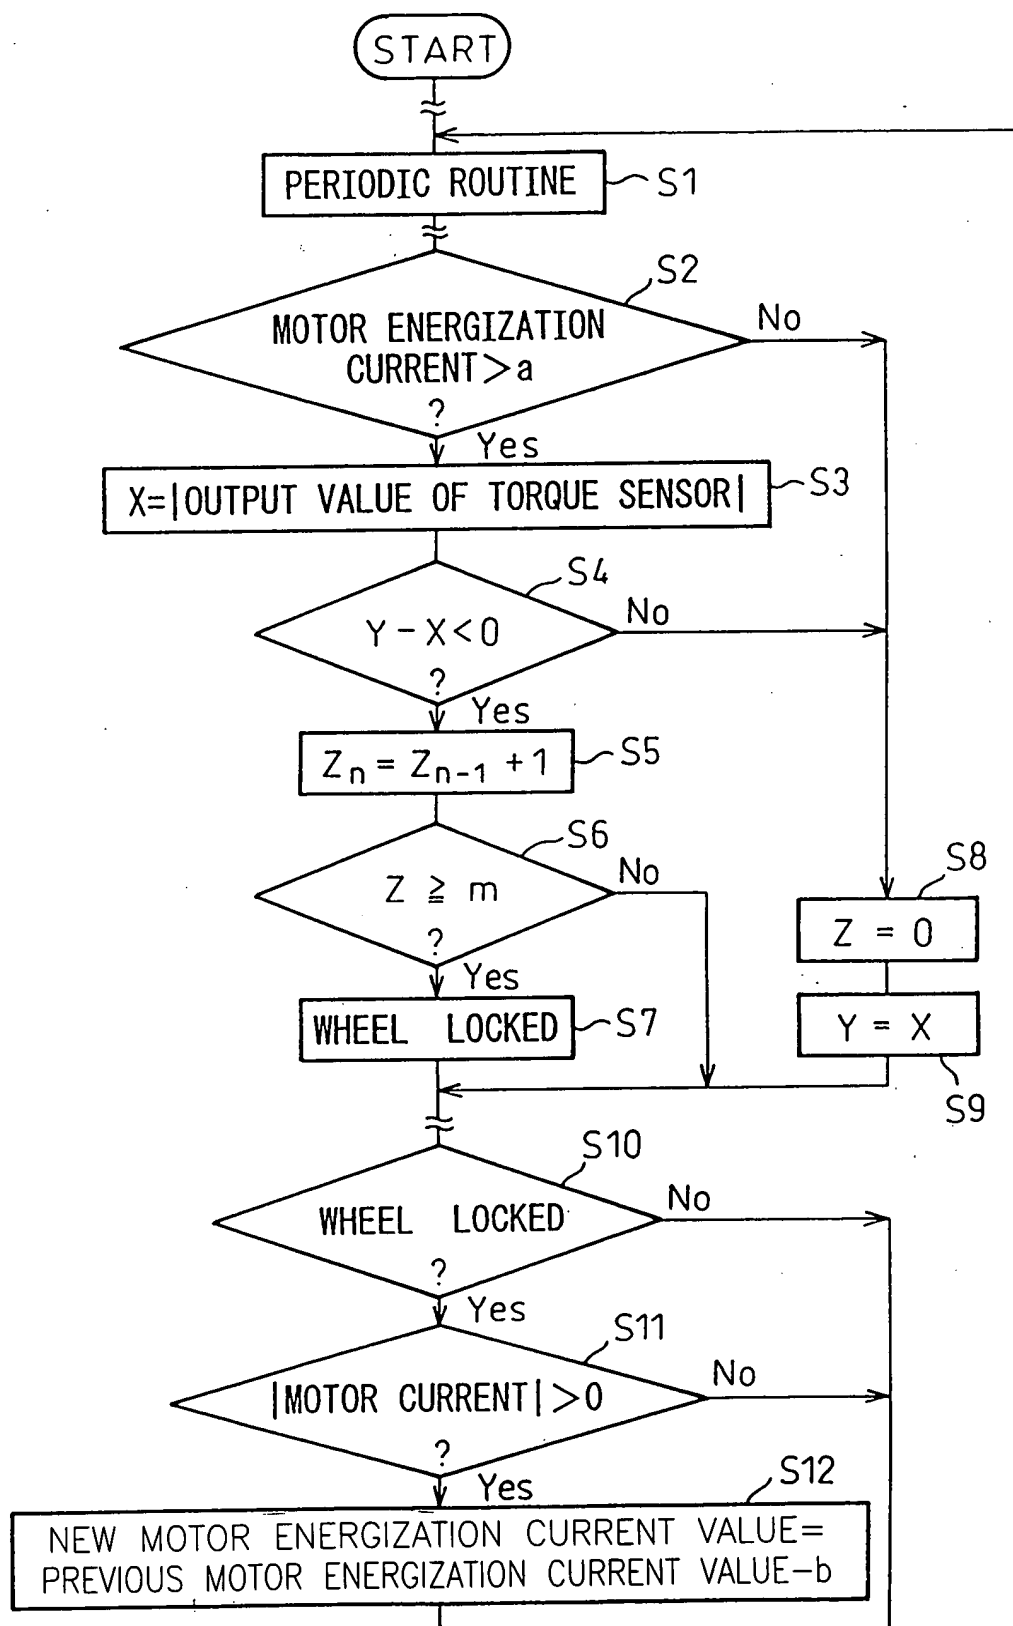 START
PERIODIC ROUTINE
S1
S2
MOTOR ENERGIZATION
CURRENT>a
?
No
Yes
X=|OUTPUT VALUE OF TORQUE SENSOR|
S3
S4
Y-X<0
?
No
Yes
Zn=Zn-1+1
S5
S6
Z ≧ m
?
No
Yes
S8
Z = 0
WHEEL LOCKED
S7
Y = X
S9
S10
WHEEL LOCKED
?
No
Yes
S11
|MOTOR CURRENT|>0
?
No
Yes
S12
NEW MOTOR ENERGIZATION CURRENT VALUE=
PREVIOUS MOTOR ENERGIZATION CURRENT VALUE-b